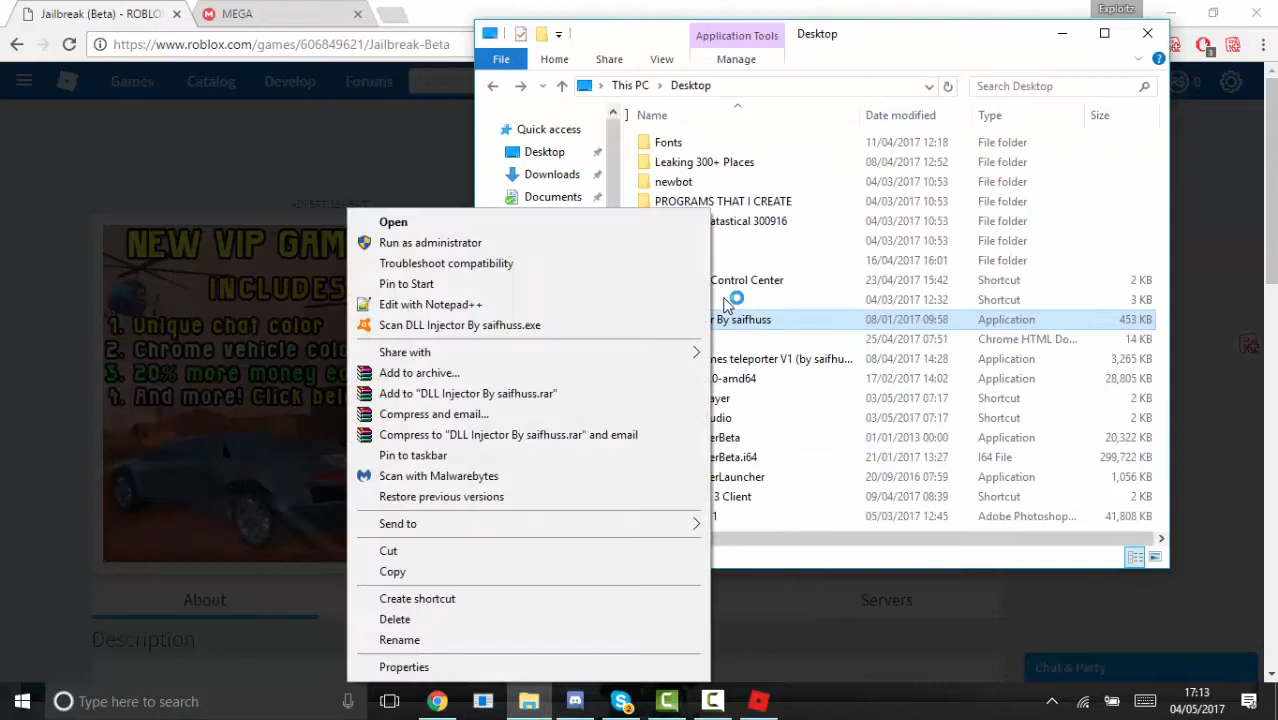 Exploitz
Jailbreak (Beta) - ROBLO
MEGA
https://www.roblox.com/games/606849621/Jailbreak-Beta
Games
Catalog
Develop
Forums
R$ 0
ADVERTISEMENT
NEW VIP GAM
INCLUDES
1. Unique chat color
2. Chrome vehicle colo
3. 20% more money ea
4. And more! Click bel
About
Servers
Description
Chat & Party
Application Tools
Desktop
File
Home
Share
View
Manage
This PC
Desktop
Search Desktop
Name
Date modified
Type
Size
Quick access
Desktop
Downloads
Documents
Fonts 11/04/2017 12:18 File folder
Leaking 300+ Places 08/04/2017 12:52 File folder
newbot 04/03/2017 10:53 File folder
PROGRAMS THAT I CREATE 04/03/2017 10:53 File folder
atastical 300916 04/03/2017 10:53 File folder
04/03/2017 10:53 File folder
16/04/2017 16:01 File folder
Control Center 23/04/2017 15:42 Shortcut 2 KB
04/03/2017 12:32 Shortcut 3 KB
r By saifhuss 08/01/2017 09:58 Application 453 KB
25/04/2017 07:51 Chrome HTML Do... 14 KB
mes teleporter V1 (by saifhu... 08/04/2017 14:28 Application 3,265 KB
0-amd64 17/02/2017 14:02 Application 28,805 KB
ayer 03/05/2017 07:17 Shortcut 2 KB
udio 03/05/2017 07:17 Shortcut 2 KB
erBeta 01/01/2013 00:00 Application 20,322 KB
erBeta.i64 21/01/2017 13:27 I64 File 299,722 KB
erLauncher 20/09/2016 07:59 Application 1,056 KB
3 Client 09/04/2017 08:39 Shortcut 2 KB
1 05/03/2017 12:45 Adobe Photoshop... 41,808 KB
Open
Run as administrator
Troubleshoot compatibility
Pin to Start
Edit with Notepad++
Scan DLL Injector By saifhuss.exe
Share with
Add to archive...
Add to "DLL Injector By saifhuss.rar"
Compress and email...
Compress to "DLL Injector By saifhuss.rar" and email
Pin to taskbar
Scan with Malwarebytes
Restore previous versions
Send to
Cut
Copy
Create shortcut
Delete
Rename
Properties
Type here to search
17:13
04/05/2017